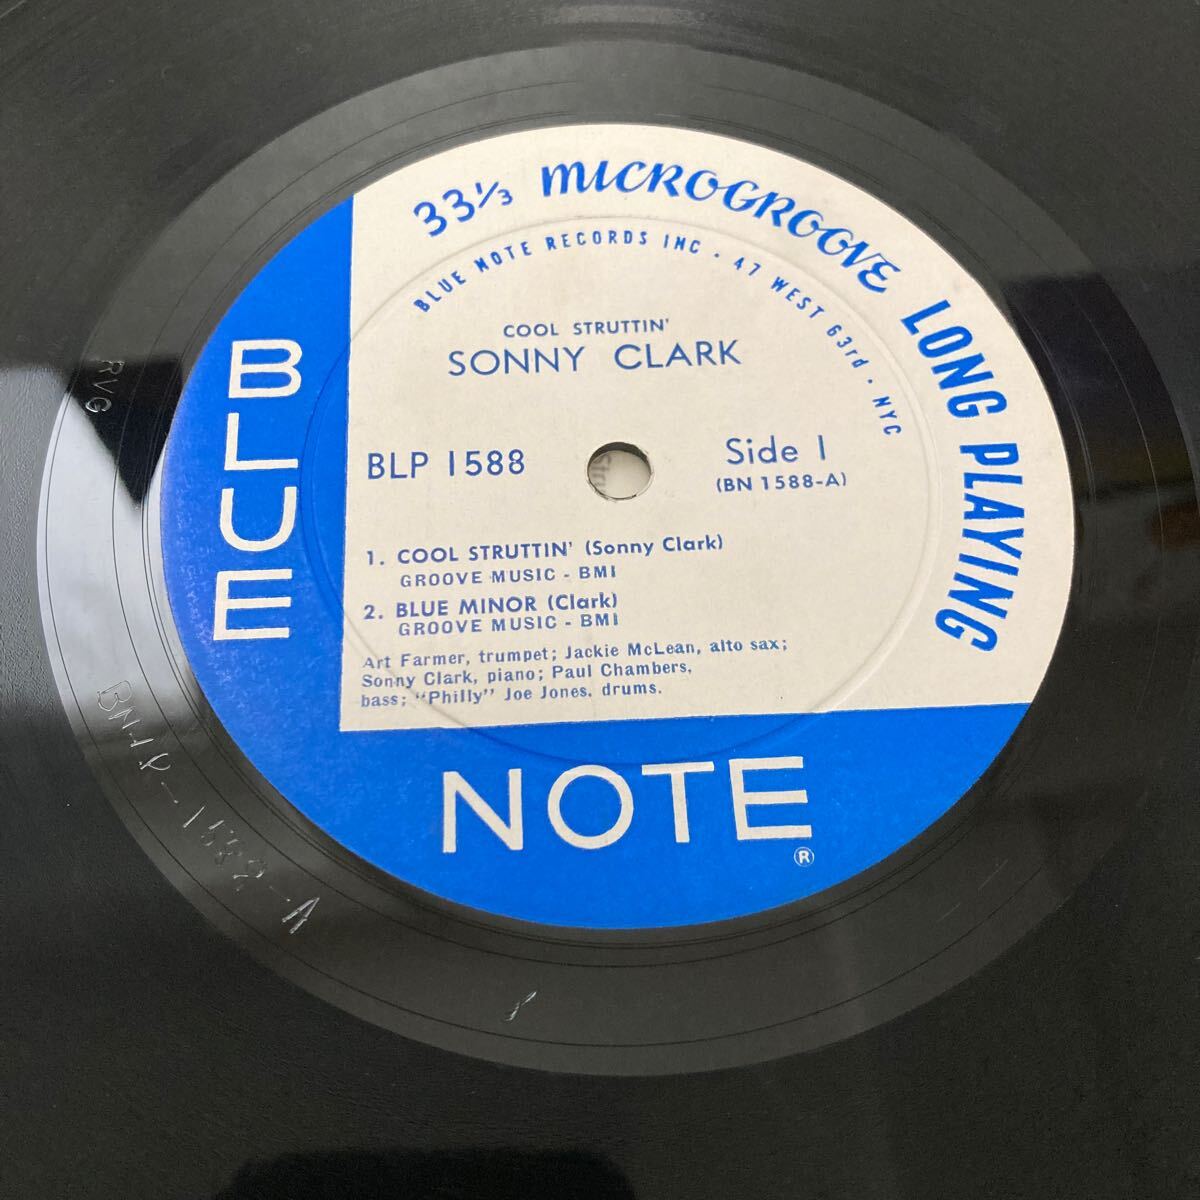 33⅓ MICROGROOVE LONG PLAYING
BLUE NOTE RECORDS INC · 47 WEST 63rd · NYC
COOL STRUTTIN'
SONNY CLARK
BLP 1588
Side 1
(BN 1588-A)
1. COOL STRUTTIN' (Sonny Clark)
GROOVE MUSIC - BMI
2. BLUE MINOR (Clark)
GROOVE MUSIC - BMI
Art Farmer, trumpet; Jackie McLean, alto sax;
Sonny Clark, piano; Paul Chambers,
bass; "Philly" Joe Jones, drums.
BLUE
NOTE
®
RVG
BN-LP-1588-A